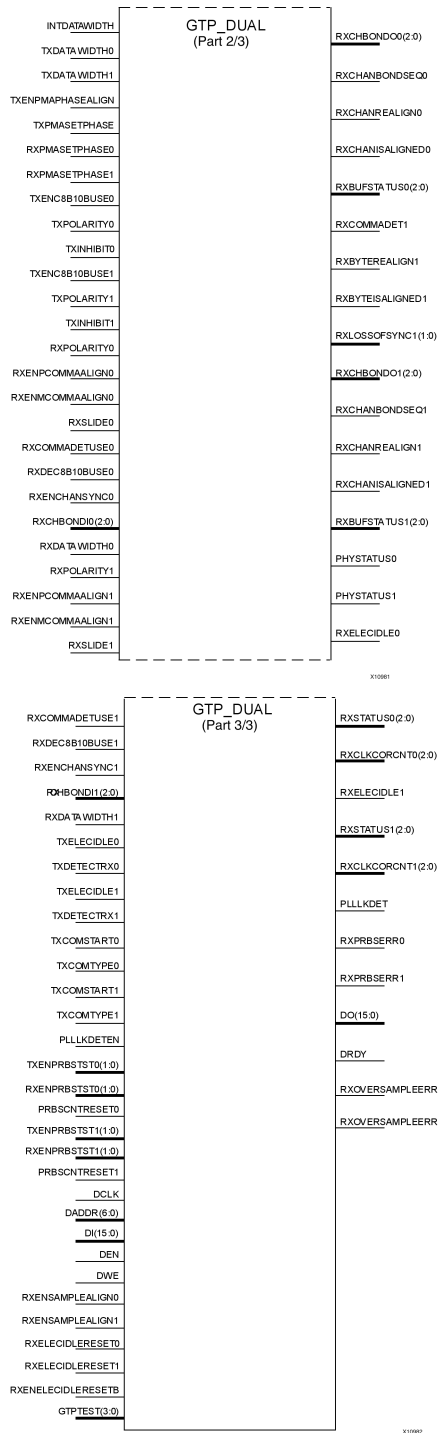 GTP_DUAL
(Part 2/3)
INTDATAWIDTH
TXDATAWIDTH0
TXDATAWIDTH1
TXENPMAPHASEALIGN
TXPMASETPHASE
RXPMASETPHASE0
RXPMASETPHASE1
TXENC8B10BUSE0
TXPOLARITY0
TXINHIBIT0
TXENC8B10BUSE1
TXPOLARITY1
TXINHIBIT1
RXPOLARITY0
RXENPCOMMAALIGN0
RXENMCOMMAALIGN0
RXSLIDE0
RXCOMMADETUSE0
RXDEC8B10BUSE0
RXENCHANSYNC0
RXCHBONDI0(2:0)
RXDATAWIDTH0
RXPOLARITY1
RXENPCOMMAALIGN1
RXENMCOMMAALIGN1
RXSLIDE1
RXCHBONDO0(2:0)
RXCHANBONDSEQ0
RXCHANREALIGN0
RXCHANISALIGNED0
RXBUFSTATUS0(2:0)
RXCOMMADET1
RXBYTEREALIGN1
RXBYTEISALIGNED1
RXLOSSOFSYNC1(1:0)
RXCHBONDO1(2:0)
RXCHANBONDSEQ1
RXCHANREALIGN1
RXCHANISALIGNED1
RXBUFSTATUS1(2:0)
PHYSTATUS0
PHYSTATUS1
RXELECIDLE0
X10981
GTP_DUAL
(Part 3/3)
RXCOMMADETUSE1
RXDEC8B10BUSE1
RXENCHANSYNC1
RXCHBONDI1(2:0)
RXDATAWIDTH1
TXELECIDLE0
TXDETECTRX0
TXELECIDLE1
TXDETECTRX1
TXCOMSTART0
TXCOMTYPE0
TXCOMSTART1
TXCOMTYPE1
PLLLKDETEN
TXENPRBSTST0(1:0)
RXENPRBSTST0(1:0)
PRBSCNTRESET0
TXENPRBSTST1(1:0)
RXENPRBSTST1(1:0)
PRBSCNTRESET1
DCLK
DADDR(6:0)
DI(15:0)
DEN
DWE
RXENSAMPLEALIGN0
RXENSAMPLEALIGN1
RXELECIDLERESET0
RXELECIDLERESET1
RXENELECIDLERESETB
GTPTEST(3:0)
RXSTATUS0(2:0)
RXCLKCORCNT0(2:0)
RXELECIDLE1
RXSTATUS1(2:0)
RXCLKCORCNT1(2:0)
PLLLKDET
RXPRBSERR0
RXPRBSERR1
DO(15:0)
DRDY
RXOVERSAMPLEERR
RXOVERSAMPLEERR
X10982